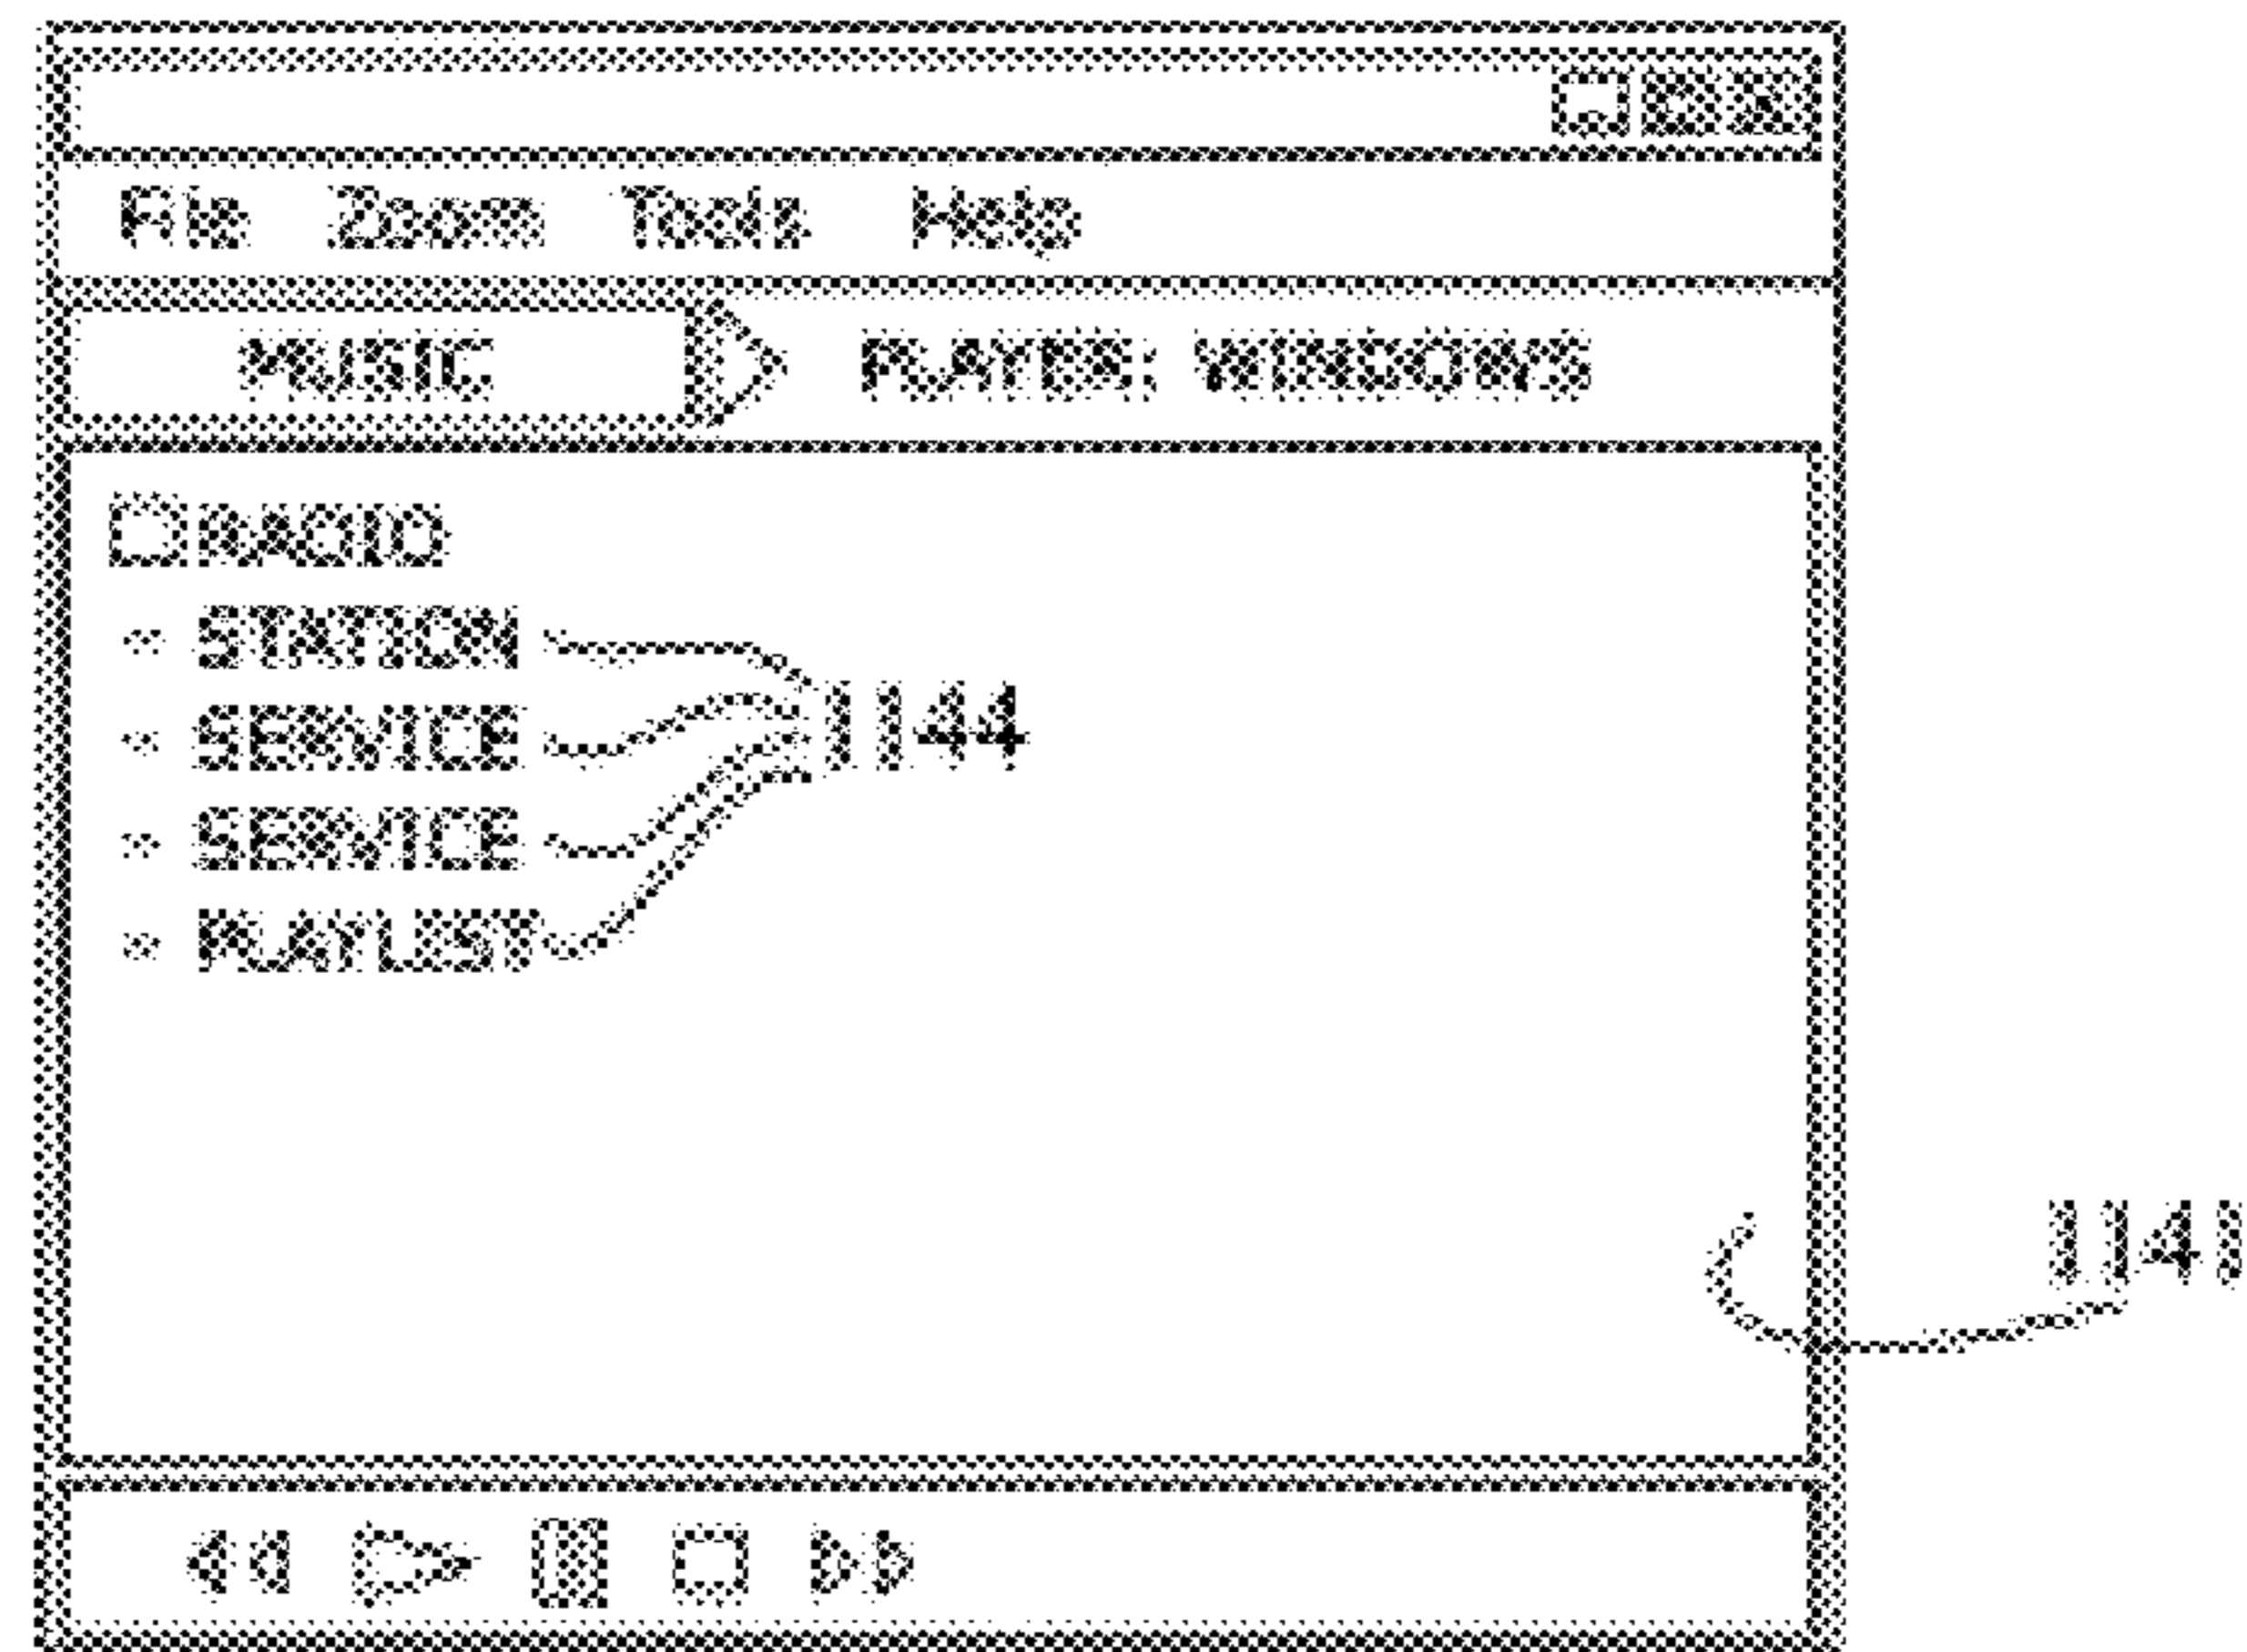 File Zoom Tools Help
MUSIC PLAYER: WINDOWS
RADIO
- STATION
- SERVICE
1144
- SERVICE
- PLAYLIST
1141